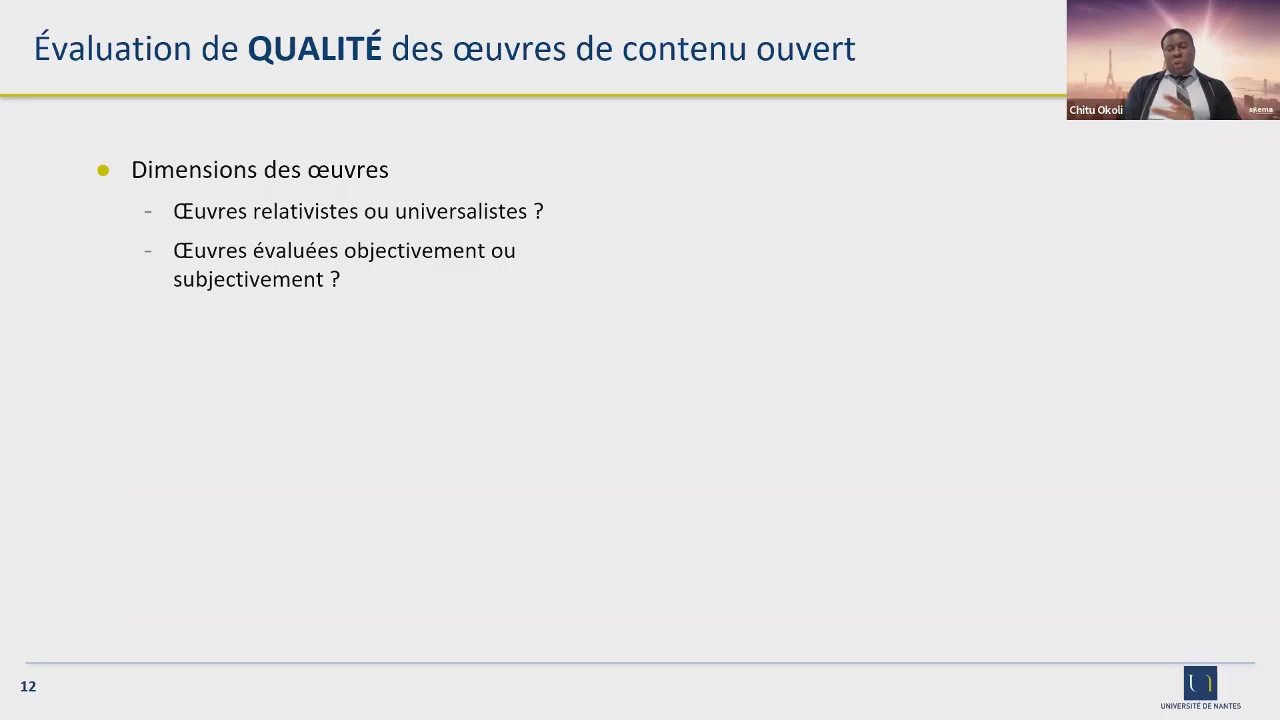 Évaluation de QUALITÉ des œuvres de contenu ouvert
Chitu Okoli
skema
● Dimensions des œuvres
- Œuvres relativistes ou universalistes ?
- Œuvres évaluées objectivement ou
subjectivement ?
12
UNIVERSITÉ DE NANTES